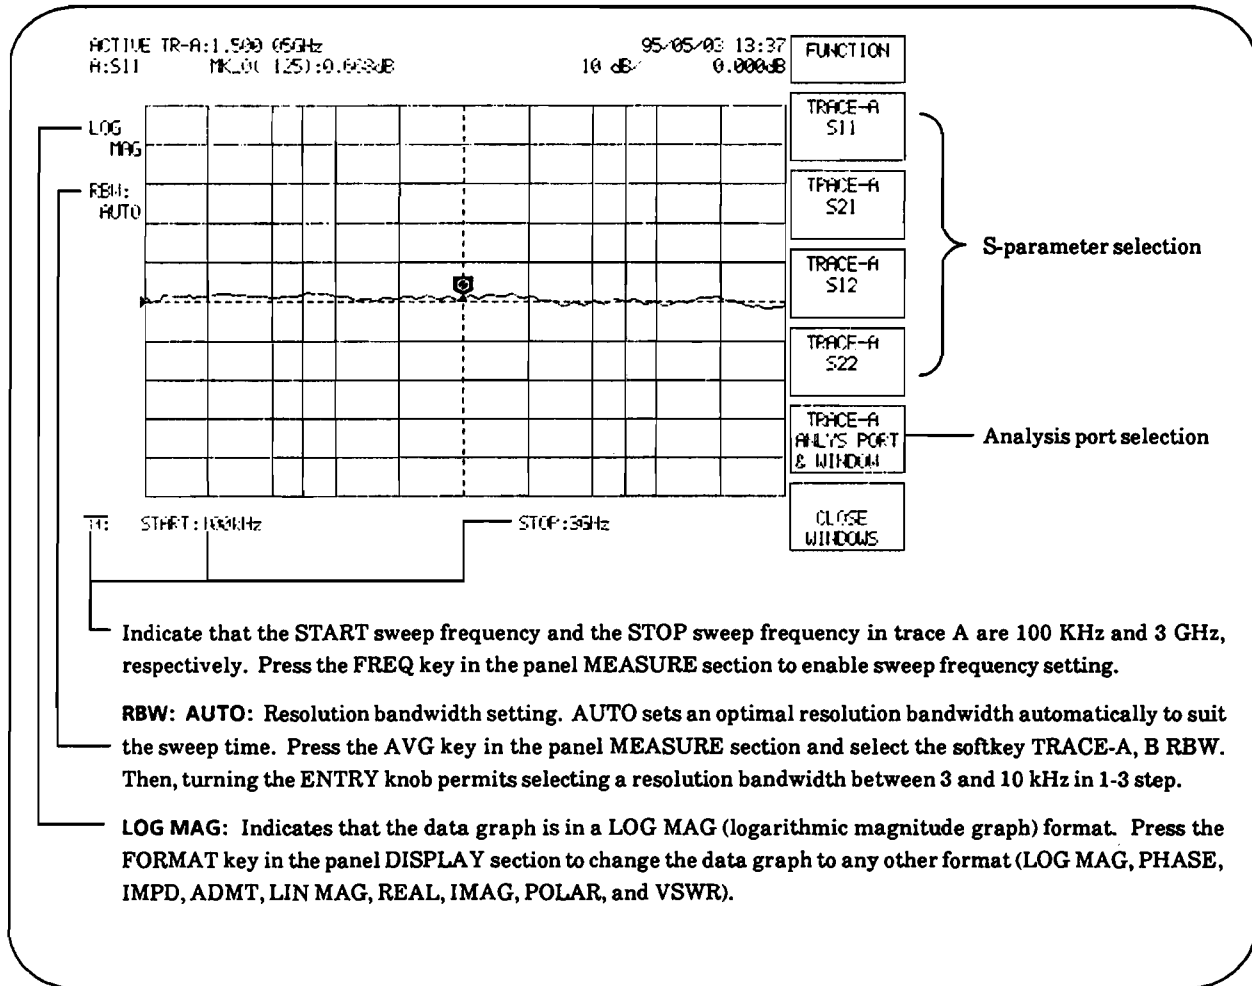 ACTIVE TR-A:1.500 05GHz 95/05/03 13:37
A:S11 MK_0( 125):0.668dB 10 dB/ 0.000dB
FUNCTION
LOG
MAG
RBW:
AUTO
TRACE-A
S11
TRACE-A
S21
TRACE-A
S12
TRACE-A
S22
TRACE-A
ANLYS PORT
& WINDOW
CLOSE
WINDOWS
S-parameter selection
Analysis port selection
START:100kHz STOP:3GHz
Indicate that the START sweep frequency and the STOP sweep frequency in trace A are 100 KHz and 3 GHz,
respectively. Press the FREQ key in the panel MEASURE section to enable sweep frequency setting.
RBW: AUTO: Resolution bandwidth setting. AUTO sets an optimal resolution bandwidth automatically to suit
the sweep time. Press the AVG key in the panel MEASURE section and select the softkey TRACE-A, B RBW.
Then, turning the ENTRY knob permits selecting a resolution bandwidth between 3 and 10 kHz in 1-3 step.
LOG MAG: Indicates that the data graph is in a LOG MAG (logarithmic magnitude graph) format. Press the
FORMAT key in the panel DISPLAY section to change the data graph to any other format (LOG MAG, PHASE,
IMPD, ADMT, LIN MAG, REAL, IMAG, POLAR, and VSWR).